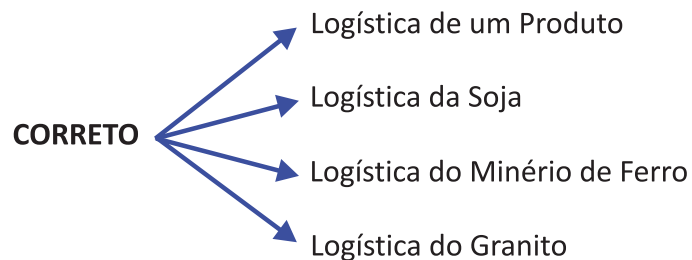 Logística de um Produto
Logística da Soja
CORRETO
Logística do Minério de Ferro
Logística do Granito